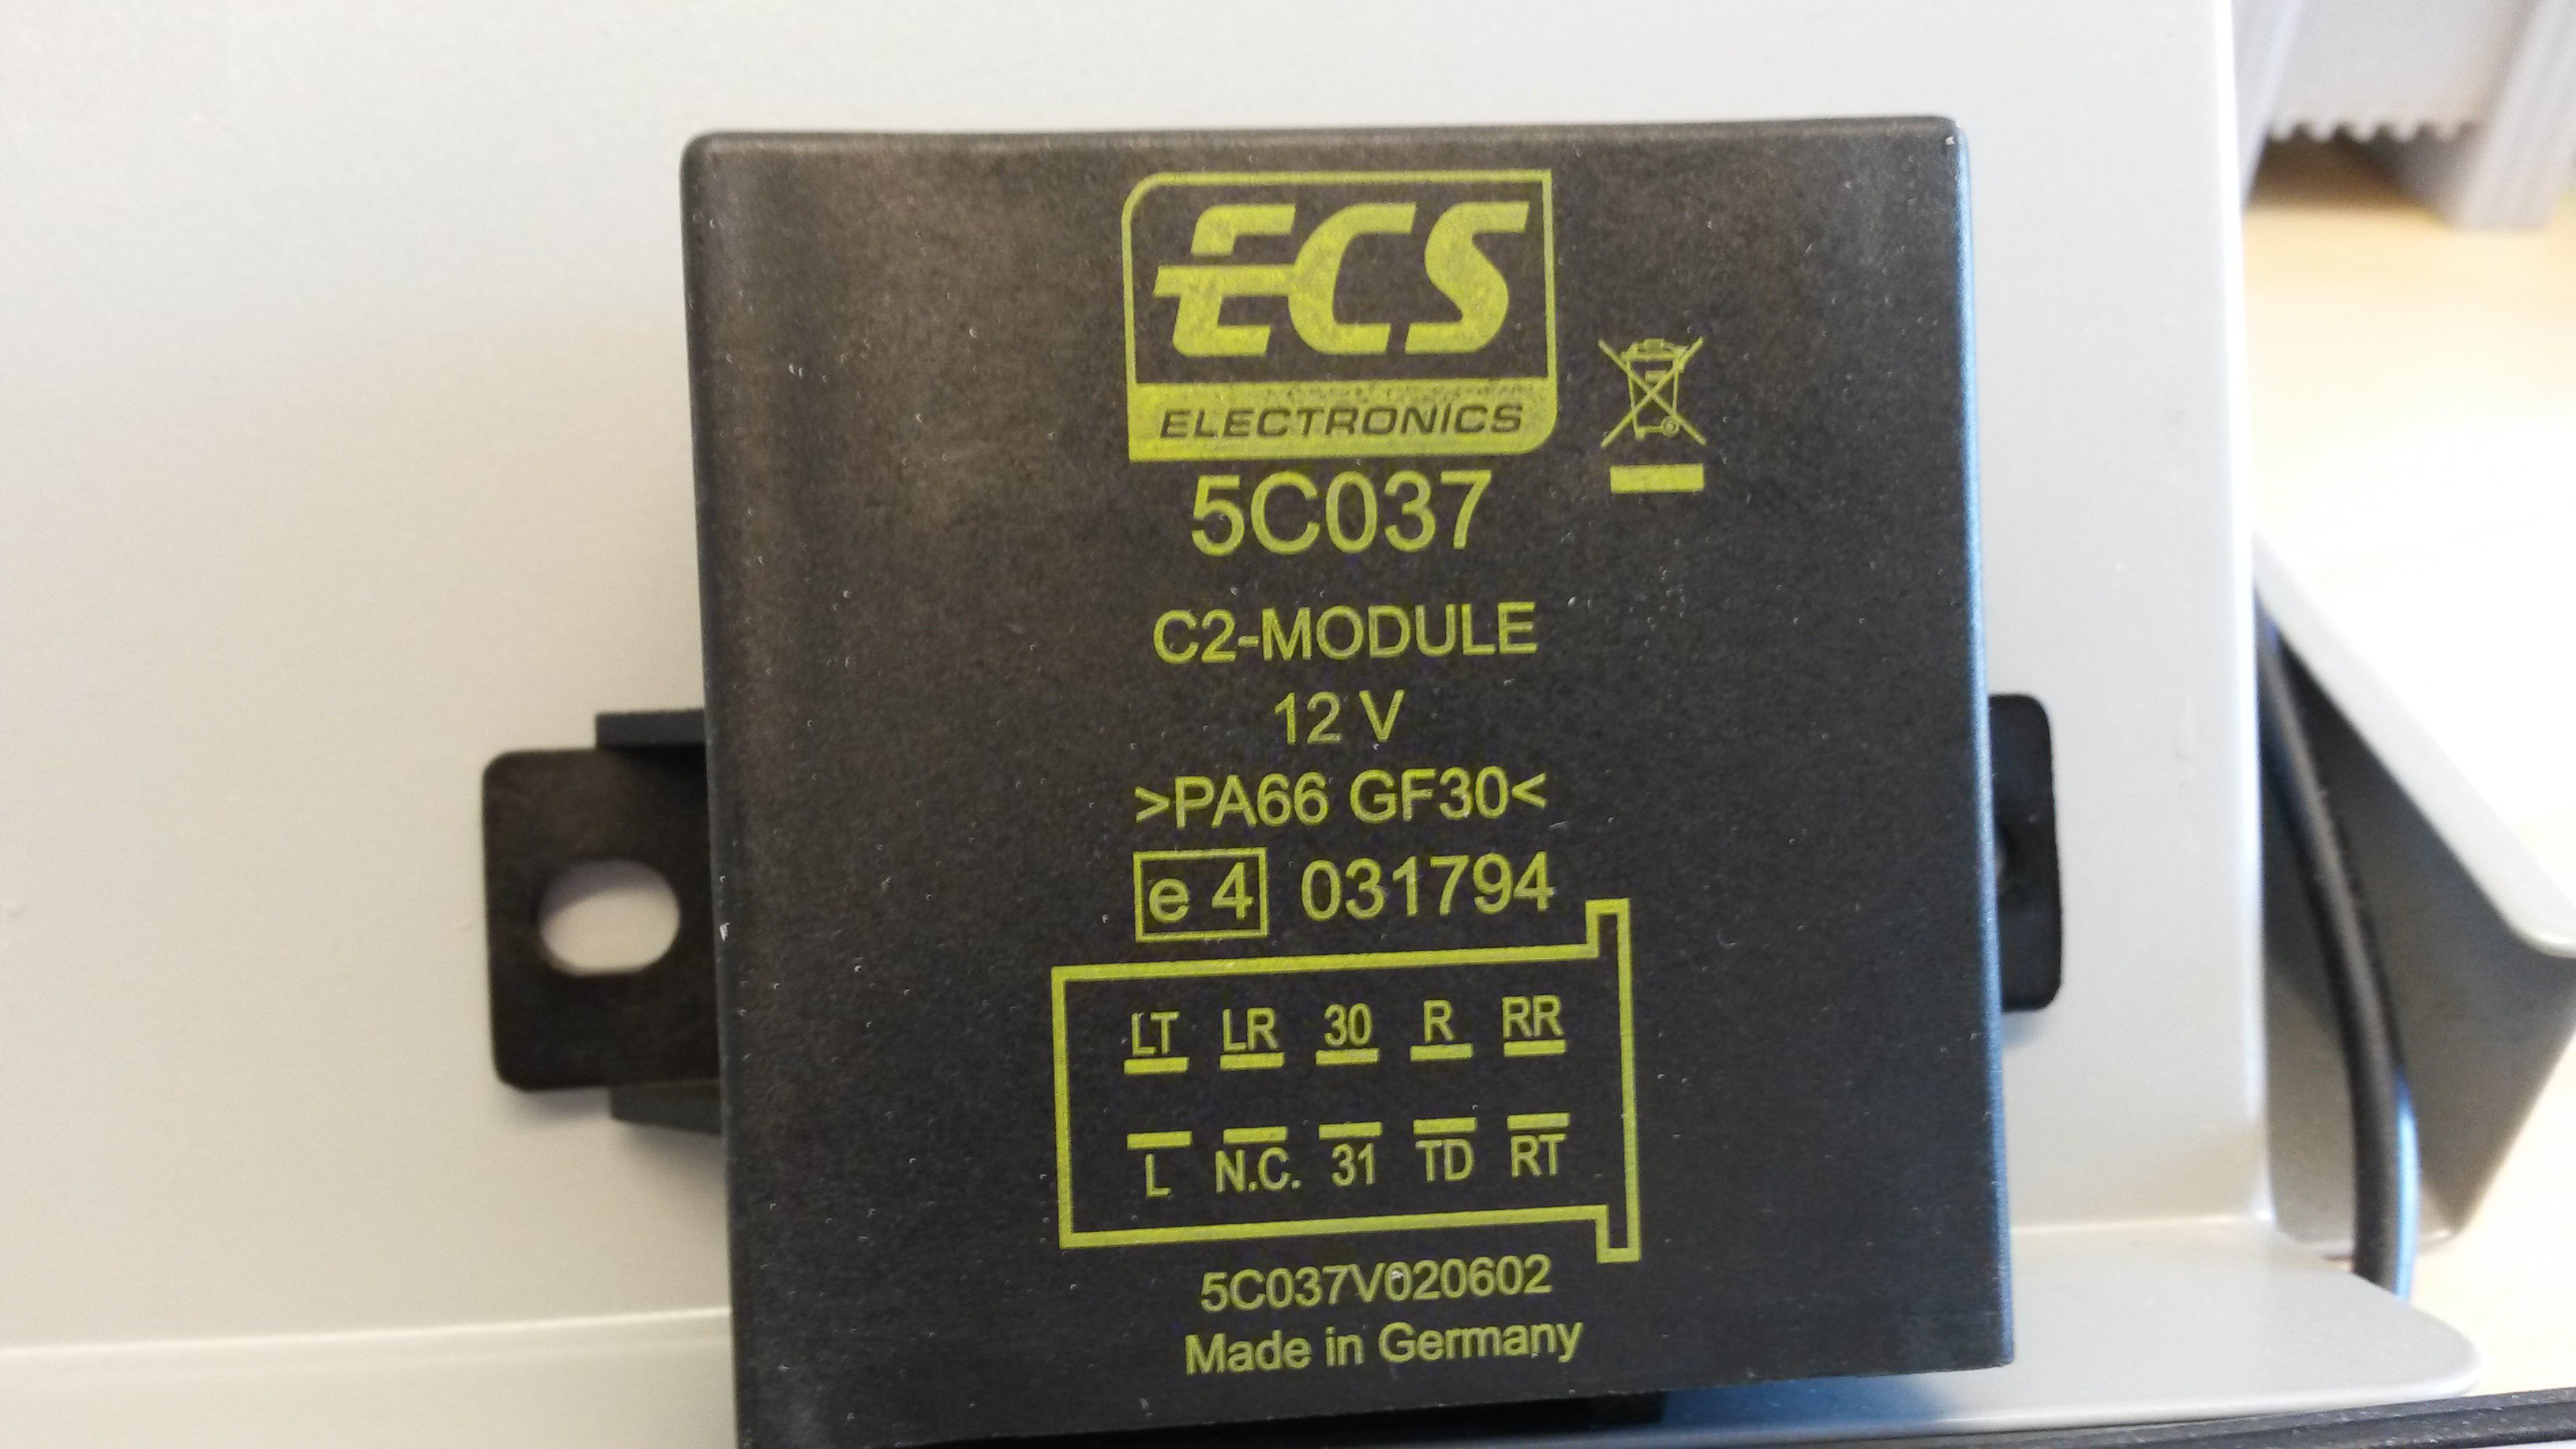 ECS
ELECTRONICS
5C037
C2-MODULE
12 V
>PA66 GF30<
e 4 031794
LT LR 30 R RR
L N.C. 31 TD RT
5C037V020602
Made in Germany